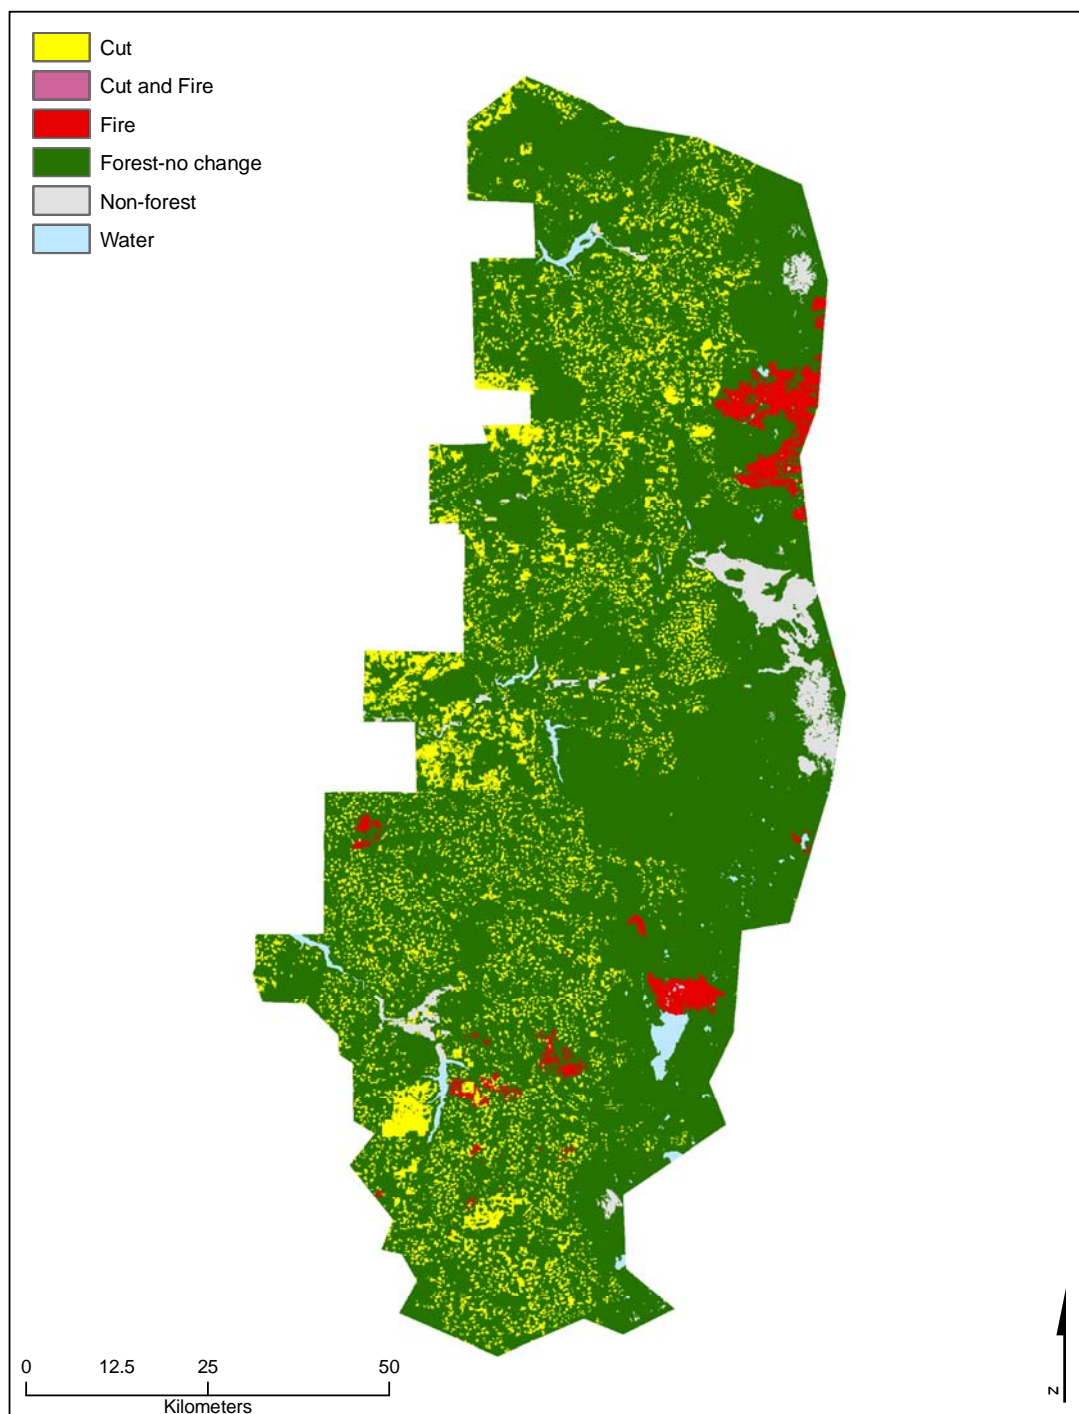 Cut
Cut and Fire
Fire
Forest-no change
Non-forest
Water
0 12.5 25 50
Kilometers
N